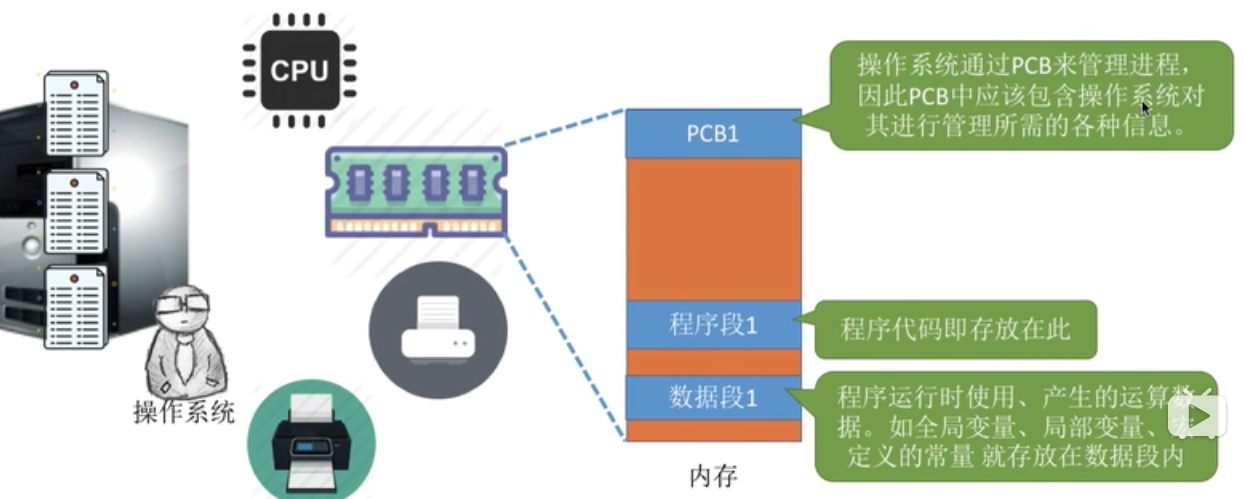 CPU
操作系统通过PCB来管理进程，
因此PCB中应该包含操作系统对
其进行管理所需的各种信息。
PCB1
程序段1
程序代码即存放在此
数据段1
程序运行时使用、产生的运算数
据。如全局变量、局部变量、宏
定义的常量 就存放在数据段内
操作系统
内存